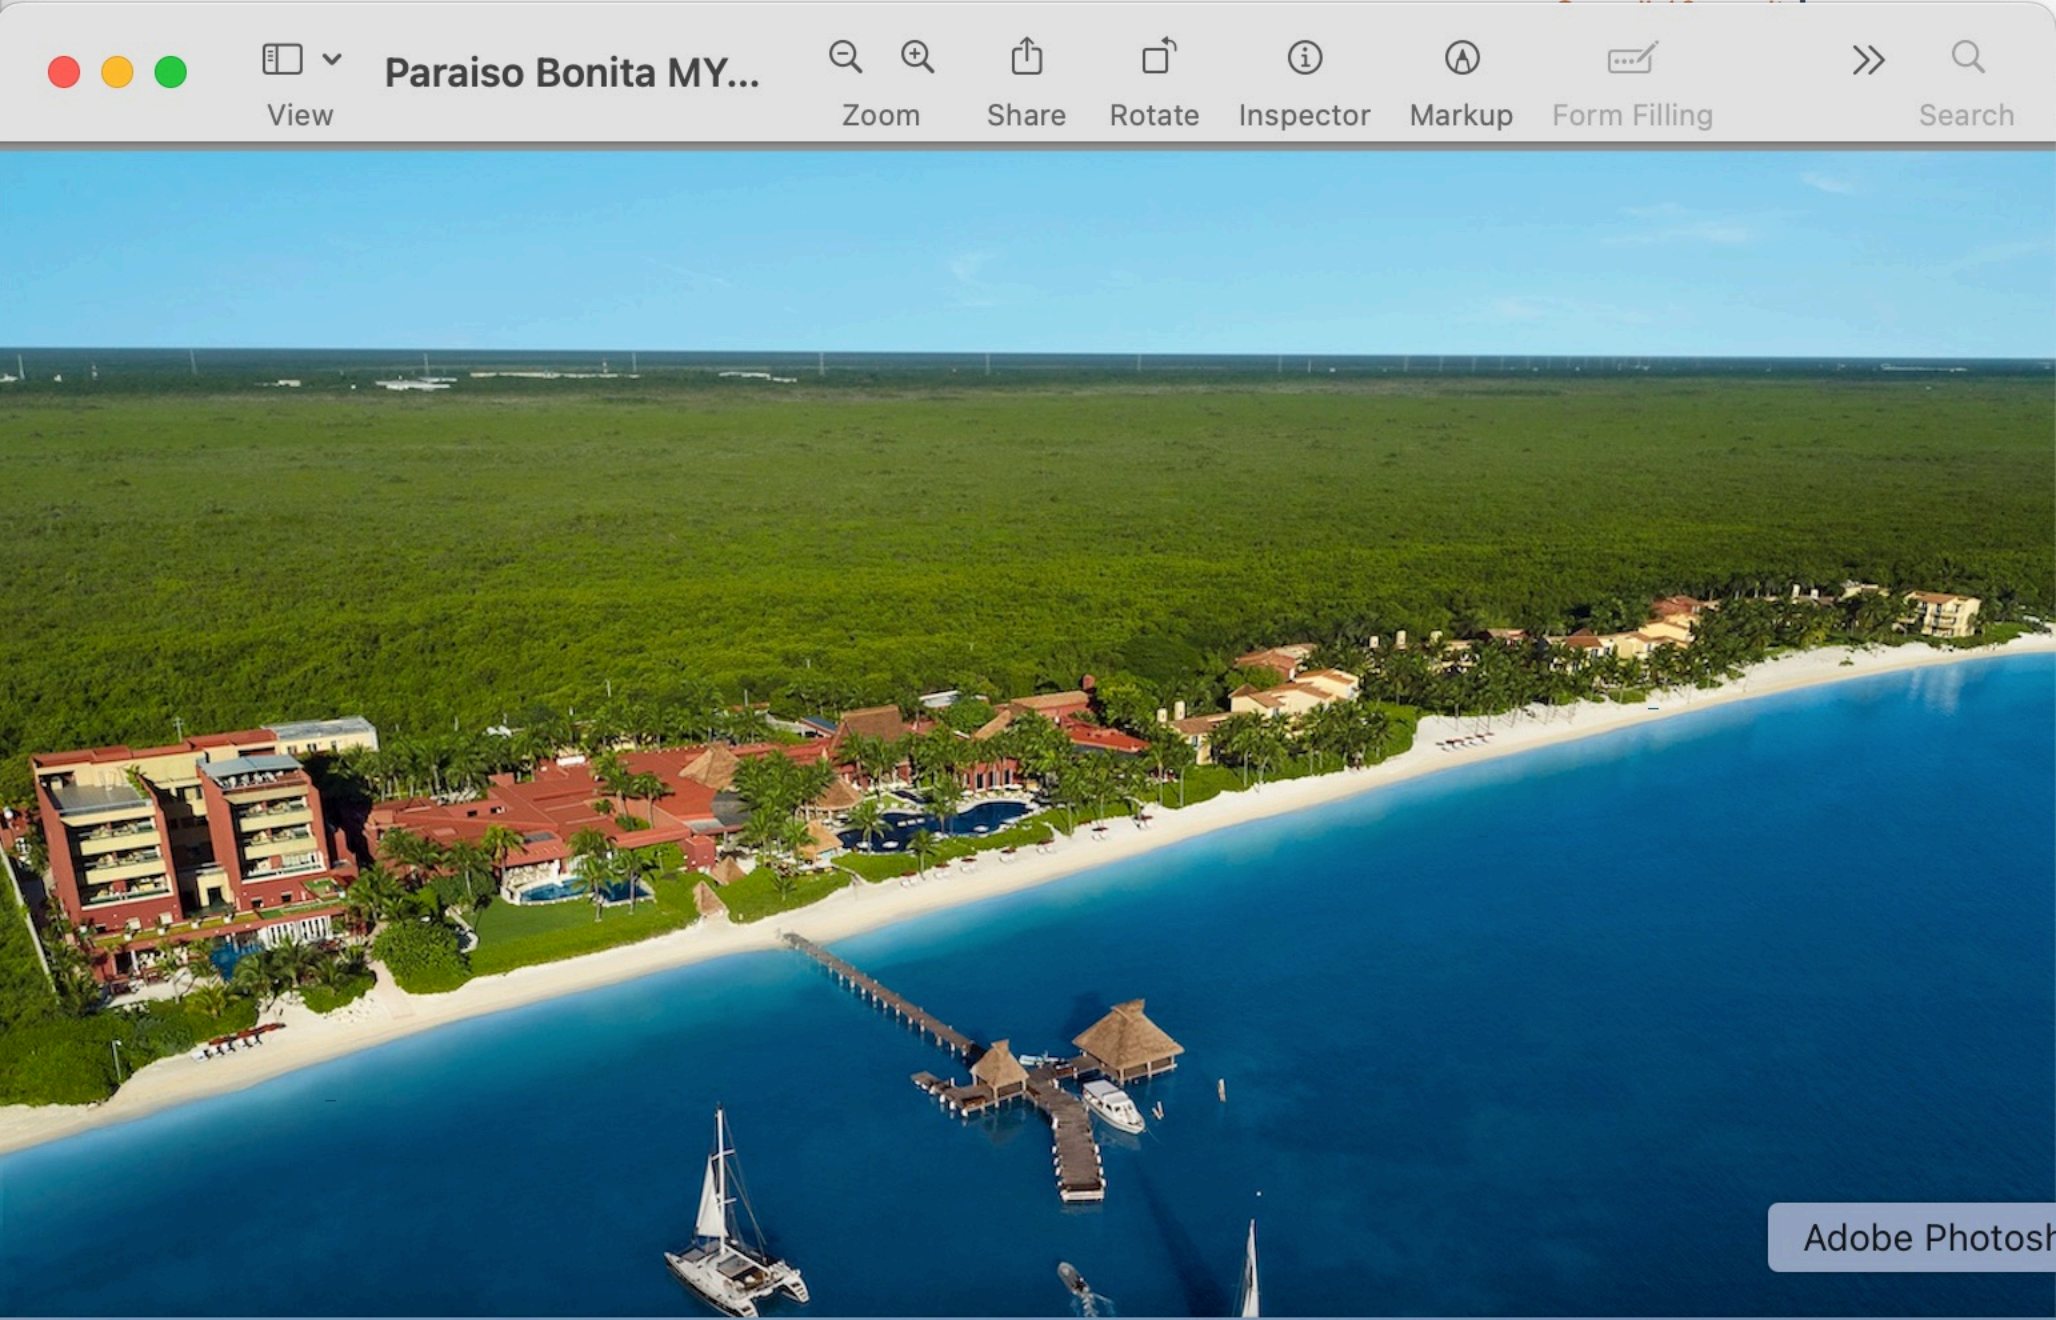 Paraiso Bonita MY...
View
Zoom
Share
Rotate
Inspector
Markup
Form Filling
Search
Adobe Photosh